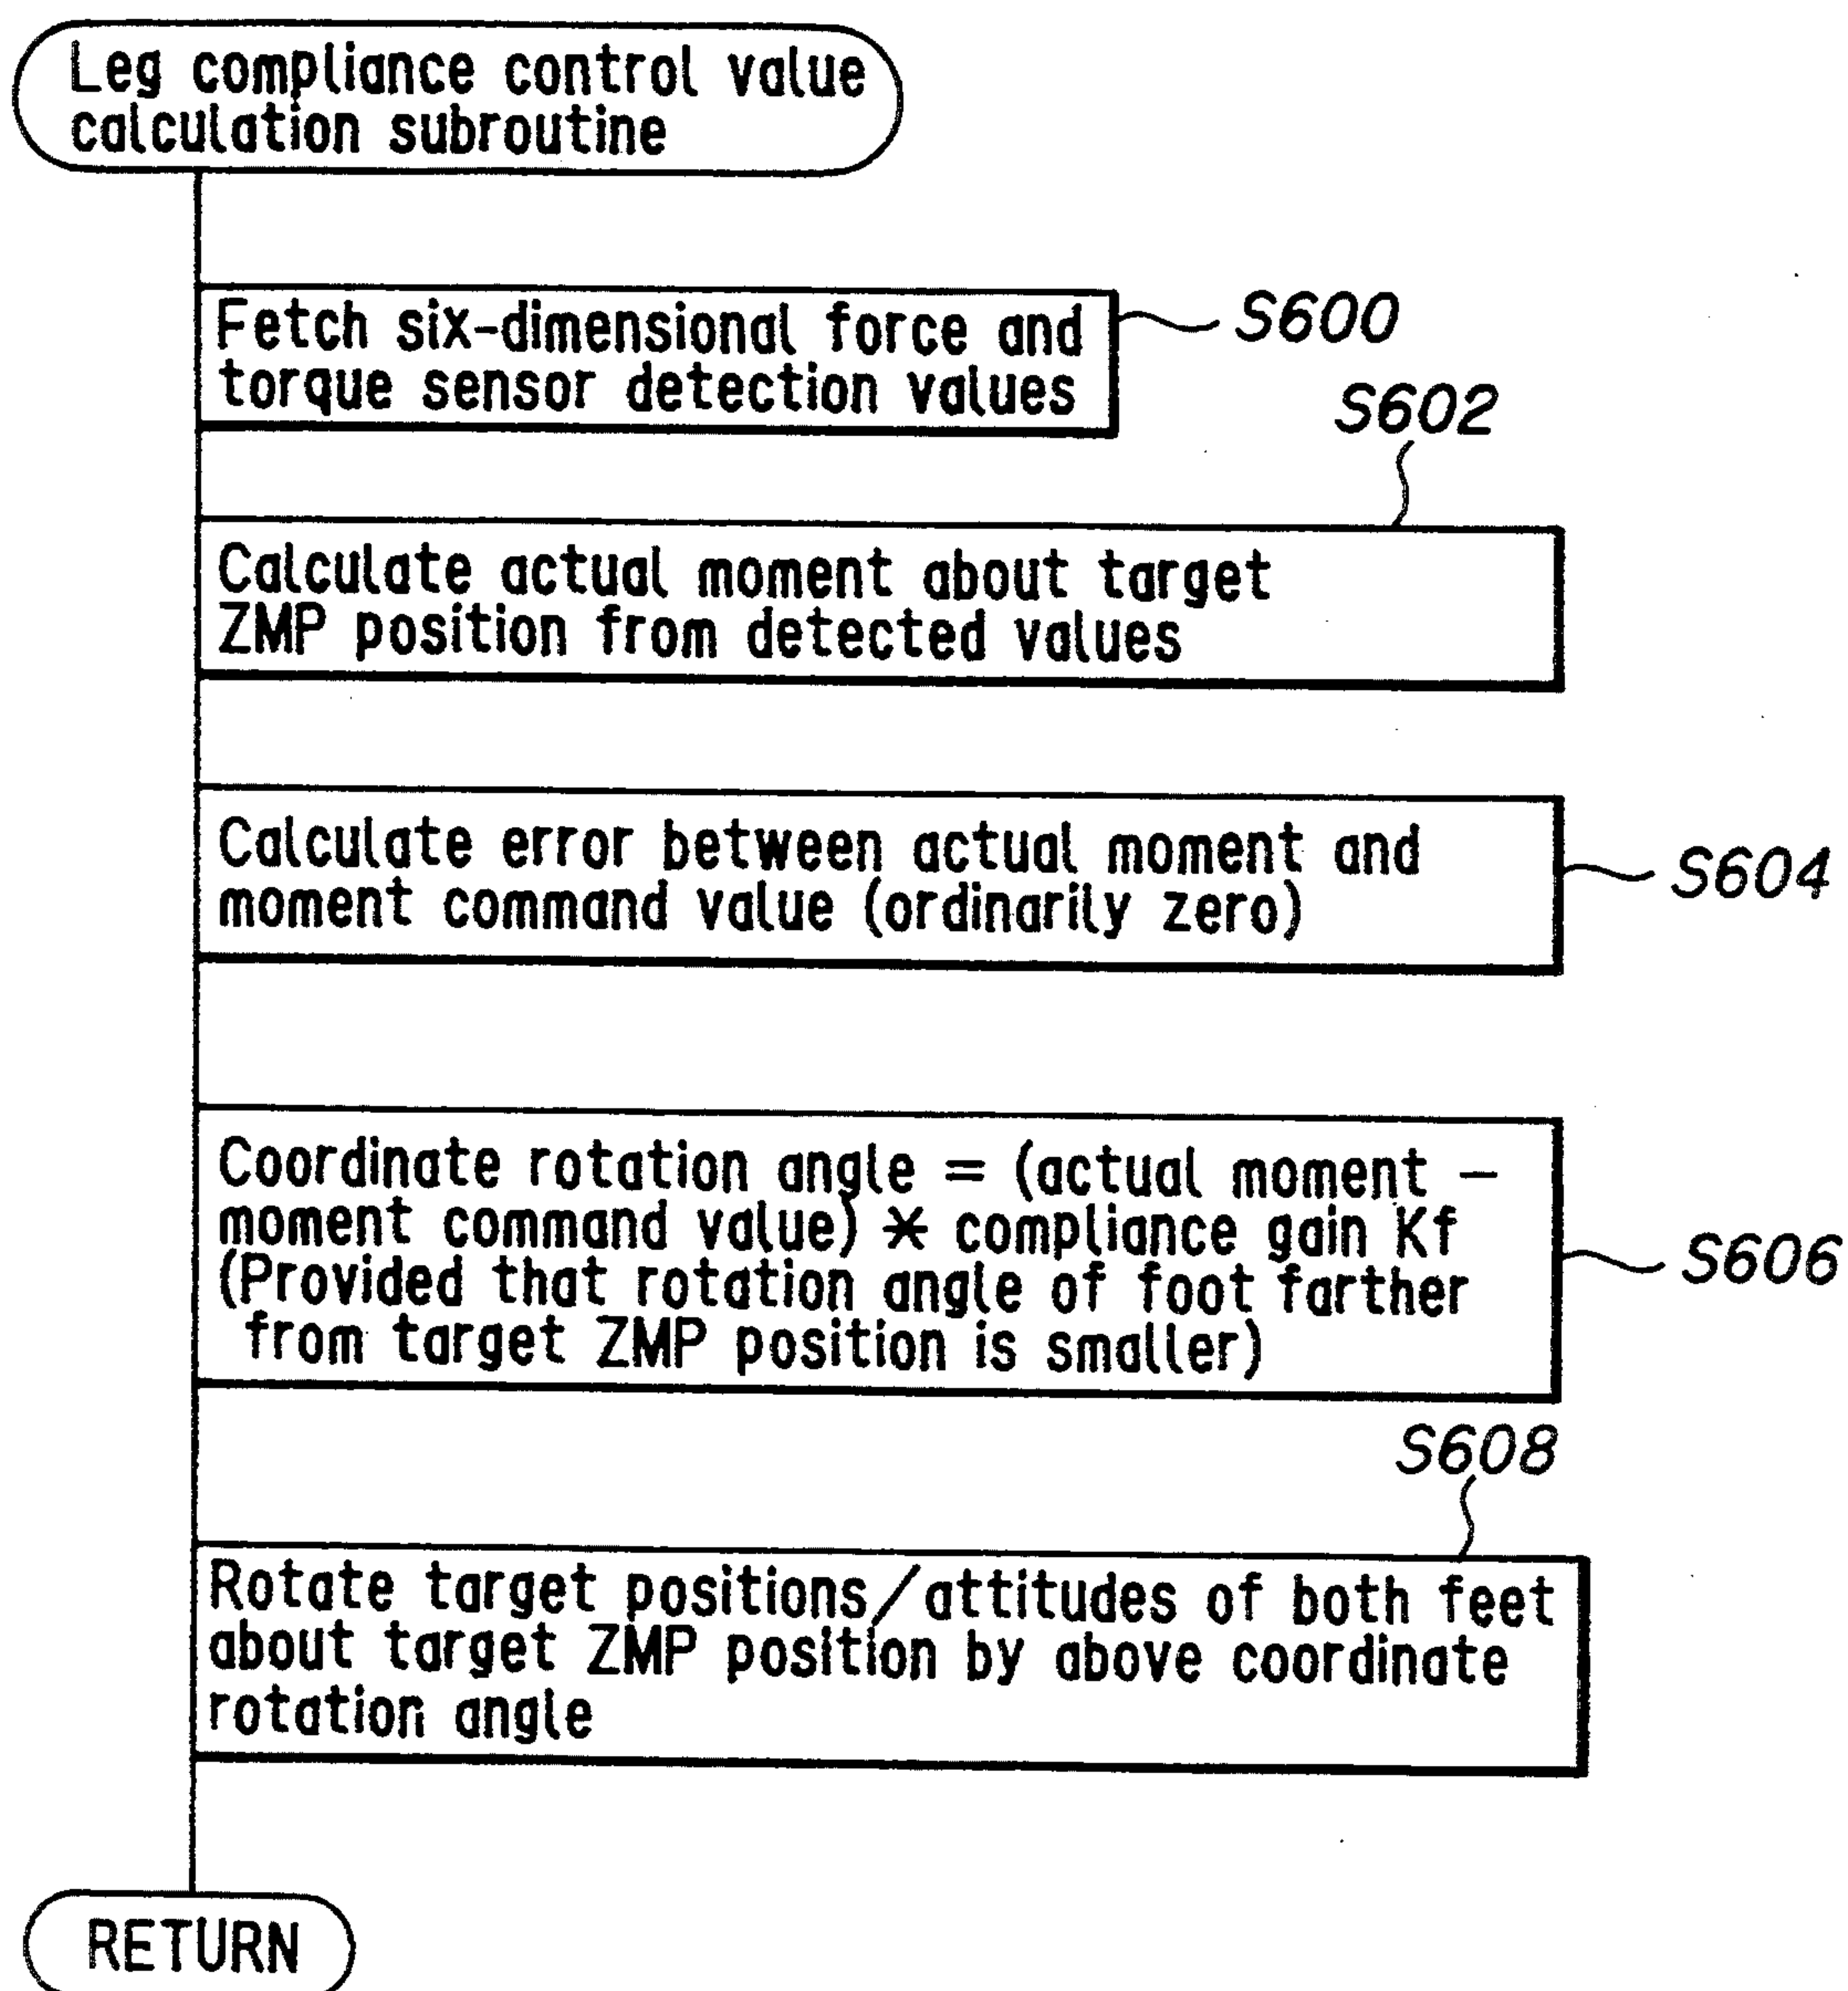 Leg compliance control value
calculation subroutine
Fetch six-dimensional force and
torque sensor detection values
S600
S602
Calculate actual moment about target
ZMP position from detected values
Calculate error between actual moment and
moment command value (ordinarily zero)
S604
Coordinate rotation angle = (actual moment –
moment command value) * compliance gain Kf
(Provided that rotation angle of foot farther
from target ZMP position is smaller)
S606
S608
Rotate target positions/attitudes of both feet
about target ZMP position by above coordinate
rotation angle
RETURN